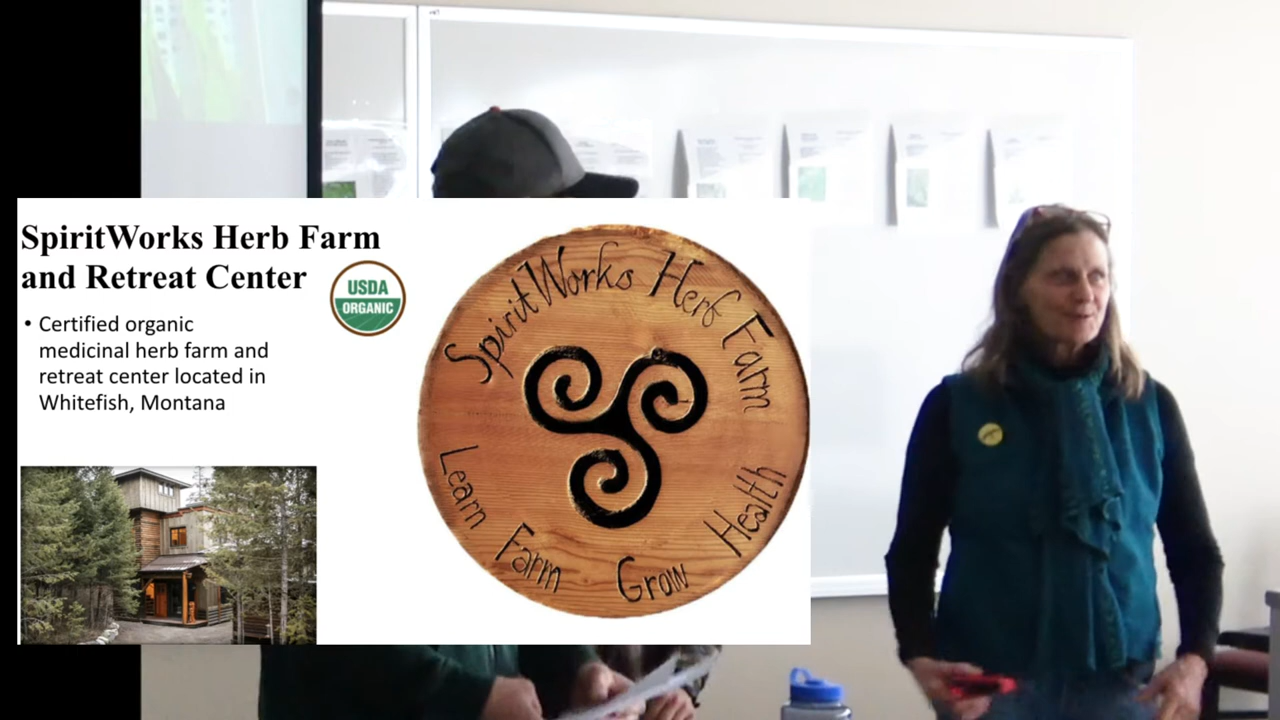 SpiritWorks Herb Farm
and Retreat Center
USDA
ORGANIC
• Certified organic
medicinal herb farm and
retreat center located in
Whitefish, Montana
SpiritWorks Herb Farm
Learn Farm Grow Health